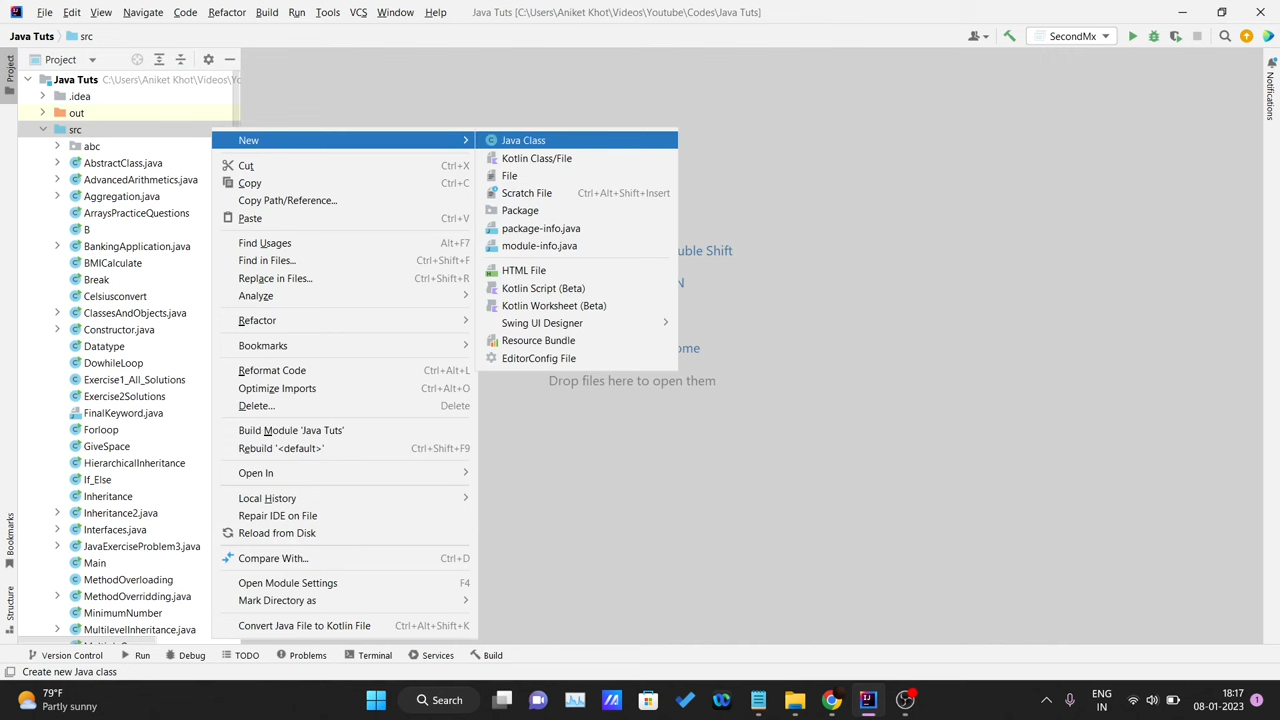 File Edit View Navigate Code Refactor Build Run Tools VCS Window Help Java Tuts [C:\Users\Aniket Khot\Videos\Youtube\Codes\Java Tuts]
Java Tuts src SecondMx
Project
Project
Notifications
Java Tuts C:\Users\Aniket Khot\Videos\Yo
.idea
out
src
abc
AbstractClass.java
AdvancedArithmetics.java
Aggregation.java
ArraysPracticeQuestions
B
BankingApplication.java
BMICalculate
Break
Celsiusconvert
ClassesAndObjects.java
Constructor.java
Datatype
DowhileLoop
Exercise1_All_Solutions
Exercise2Solutions
FinalKeyword.java
Forloop
GiveSpace
HierarchicalInheritance
If_Else
Inheritance
Inheritance2.java
Interfaces.java
JavaExerciseProblem3.java
Main
MethodOverloading
MethodOverridding.java
MinimumNumber
MultilevelInheritance.java
Bookmarks
Structure
New
Cut Ctrl+X
Copy Ctrl+C
Copy Path/Reference...
Paste Ctrl+V
Find Usages Alt+F7
Find in Files... Ctrl+Shift+F
Replace in Files... Ctrl+Shift+R
Analyze
Refactor
Bookmarks
Reformat Code Ctrl+Alt+L
Optimize Imports Ctrl+Alt+O
Delete... Delete
Build Module 'Java Tuts'
Rebuild '<default>' Ctrl+Shift+F9
Open In
Local History
Repair IDE on File
Reload from Disk
Compare With... Ctrl+D
Open Module Settings F4
Mark Directory as
Convert Java File to Kotlin File Ctrl+Alt+Shift+K
Java Class
Kotlin Class/File
File
Scratch File Ctrl+Alt+Shift+Insert
Package
package-info.java
module-info.java
HTML File
Kotlin Script (Beta)
Kotlin Worksheet (Beta)
Swing UI Designer
Resource Bundle
EditorConfig File
uble Shift
N
ome
Drop files here to open them
Version Control Run Debug TODO Problems Terminal Services Build
Create new Java class
79°F
Partly sunny
Search
ENG
IN
18:17
08-01-2023
1